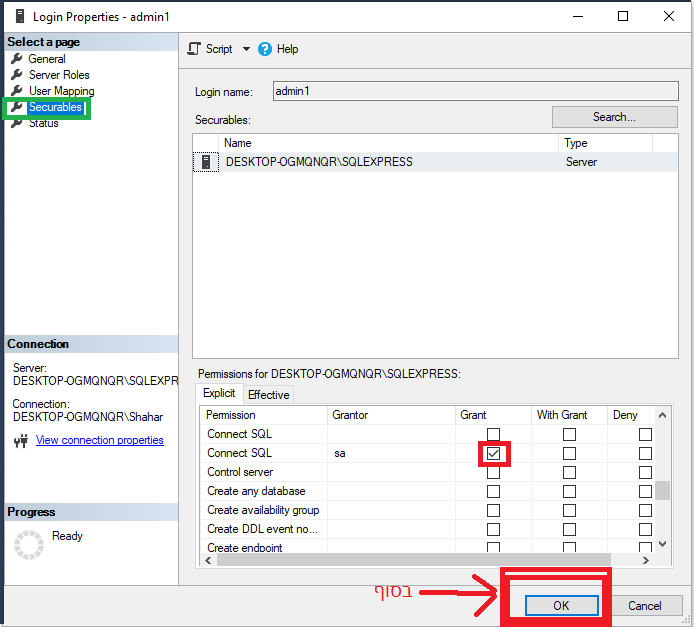 Login Properties - admin1
Select a page
General
Server Roles
User Mapping
Securables
Status
Script
Help
Login name:
admin1
Securables:
Search...
Name Type
DESKTOP-OGMQNQR\SQLEXPRESS Server
Connection
Server:
DESKTOP-OGMQNQR\SQLEXPR
Connection:
DESKTOP-OGMQNQR\Shahar
View connection properties
Progress
Ready
Permissions for DESKTOP-OGMQNQR\SQLEXPRESS:
Explicit Effective
Permission Grantor Grant With Grant Deny
Connect SQL
Connect SQL sa
Control server
Create any database
Create availability group
Create DDL event no...
Create endpoint
בסוף
OK Cancel